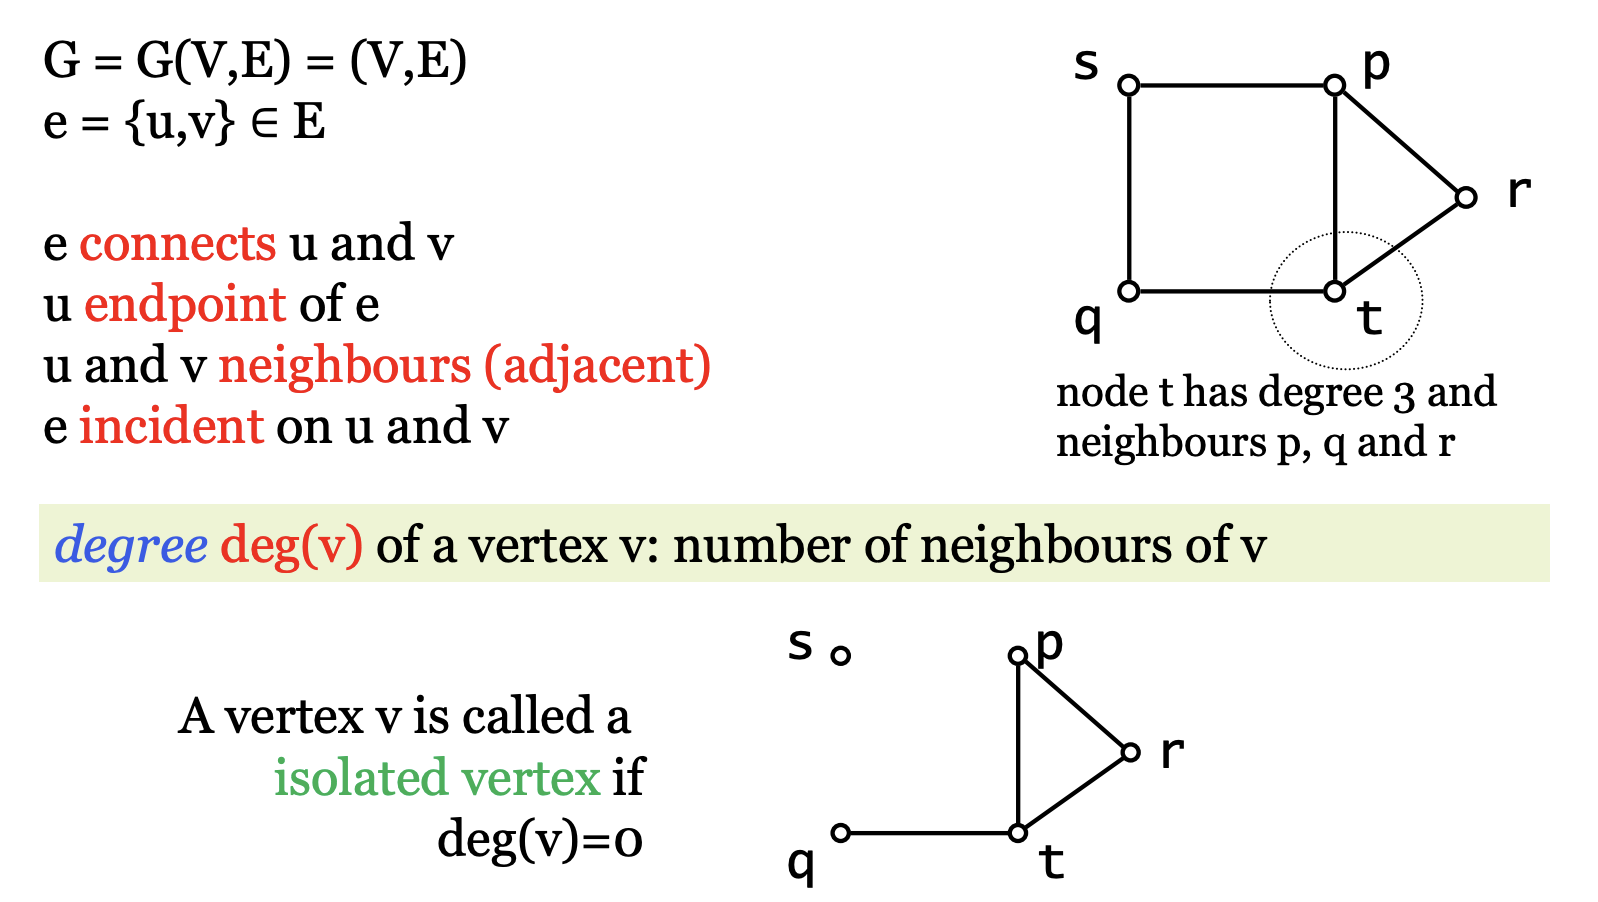 G = G(V,E) = (V,E)
e = {u,v} ∈ E
e connects u and v
u endpoint of e
u and v neighbours (adjacent)
e incident on u and v
s
p
r
q
t
node t has degree 3 and
neighbours p, q and r
degree deg(v) of a vertex v: number of neighbours of v
A vertex v is called a
isolated vertex if
deg(v)=0
s
p
r
q
t